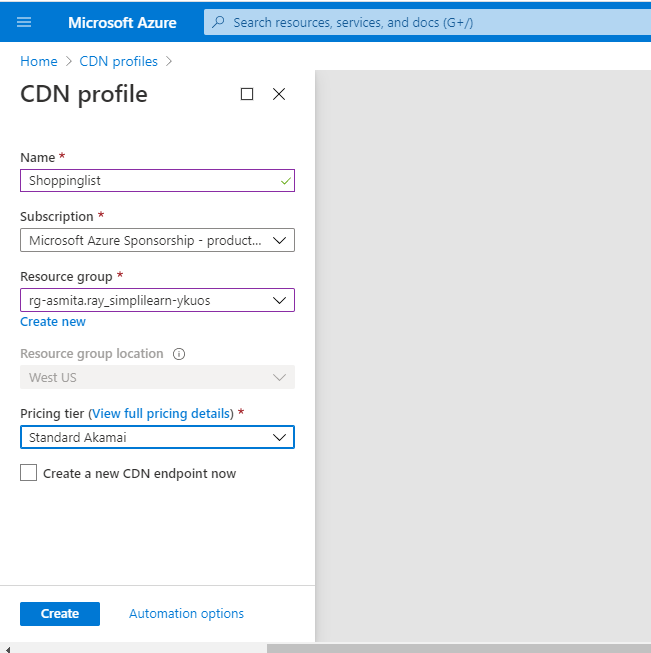 Microsoft Azure
Search resources, services, and docs (G+/)
Home > CDN profiles >
CDN profile
Name *
Shoppinglist
Subscription *
Microsoft Azure Sponsorship - product...
Resource group *
rg-asmita.ray_simplilearn-ykuos
Create new
Resource group location
West US
Pricing tier (View full pricing details) *
Standard Akamai
Create a new CDN endpoint now
Create
Automation options